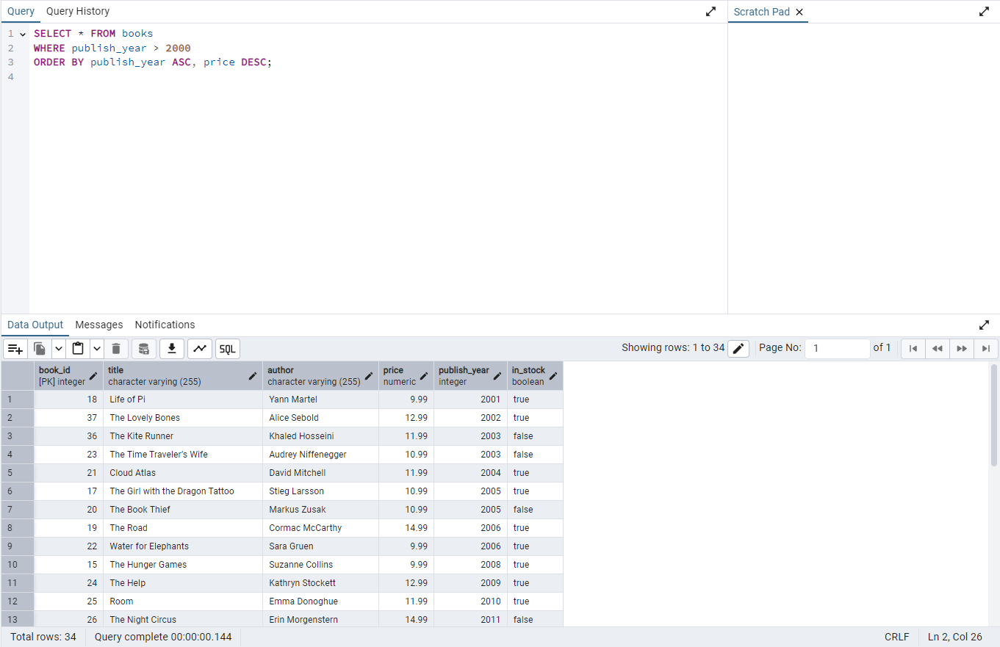 Query Query History Scratch Pad
1 SELECT * FROM books
2 WHERE publish_year > 2000
3 ORDER BY publish_year ASC, price DESC;
4
Data Output Messages Notifications
SQL Showing rows: 1 to 34 Page No: 1 of 1
book_id title author price publish_year in_stock
[PK] integer character varying (255) character varying (255) numeric integer boolean
1 18 Life of Pi Yann Martel 9.99 2001 true
2 37 The Lovely Bones Alice Sebold 12.99 2002 true
3 36 The Kite Runner Khaled Hosseini 11.99 2003 false
4 23 The Time Traveler's Wife Audrey Niffenegger 10.99 2003 false
5 21 Cloud Atlas David Mitchell 11.99 2004 true
6 17 The Girl with the Dragon Tattoo Stieg Larsson 10.99 2005 true
7 20 The Book Thief Markus Zusak 10.99 2005 false
8 19 The Road Cormac McCarthy 14.99 2006 true
9 22 Water for Elephants Sara Gruen 9.99 2006 true
10 15 The Hunger Games Suzanne Collins 9.99 2008 true
11 24 The Help Kathryn Stockett 12.99 2009 true
12 25 Room Emma Donoghue 11.99 2010 true
13 26 The Night Circus Erin Morgenstern 14.99 2011 false
Total rows: 34 Query complete 00:00:00.144 CRLF Ln 2, Col 26